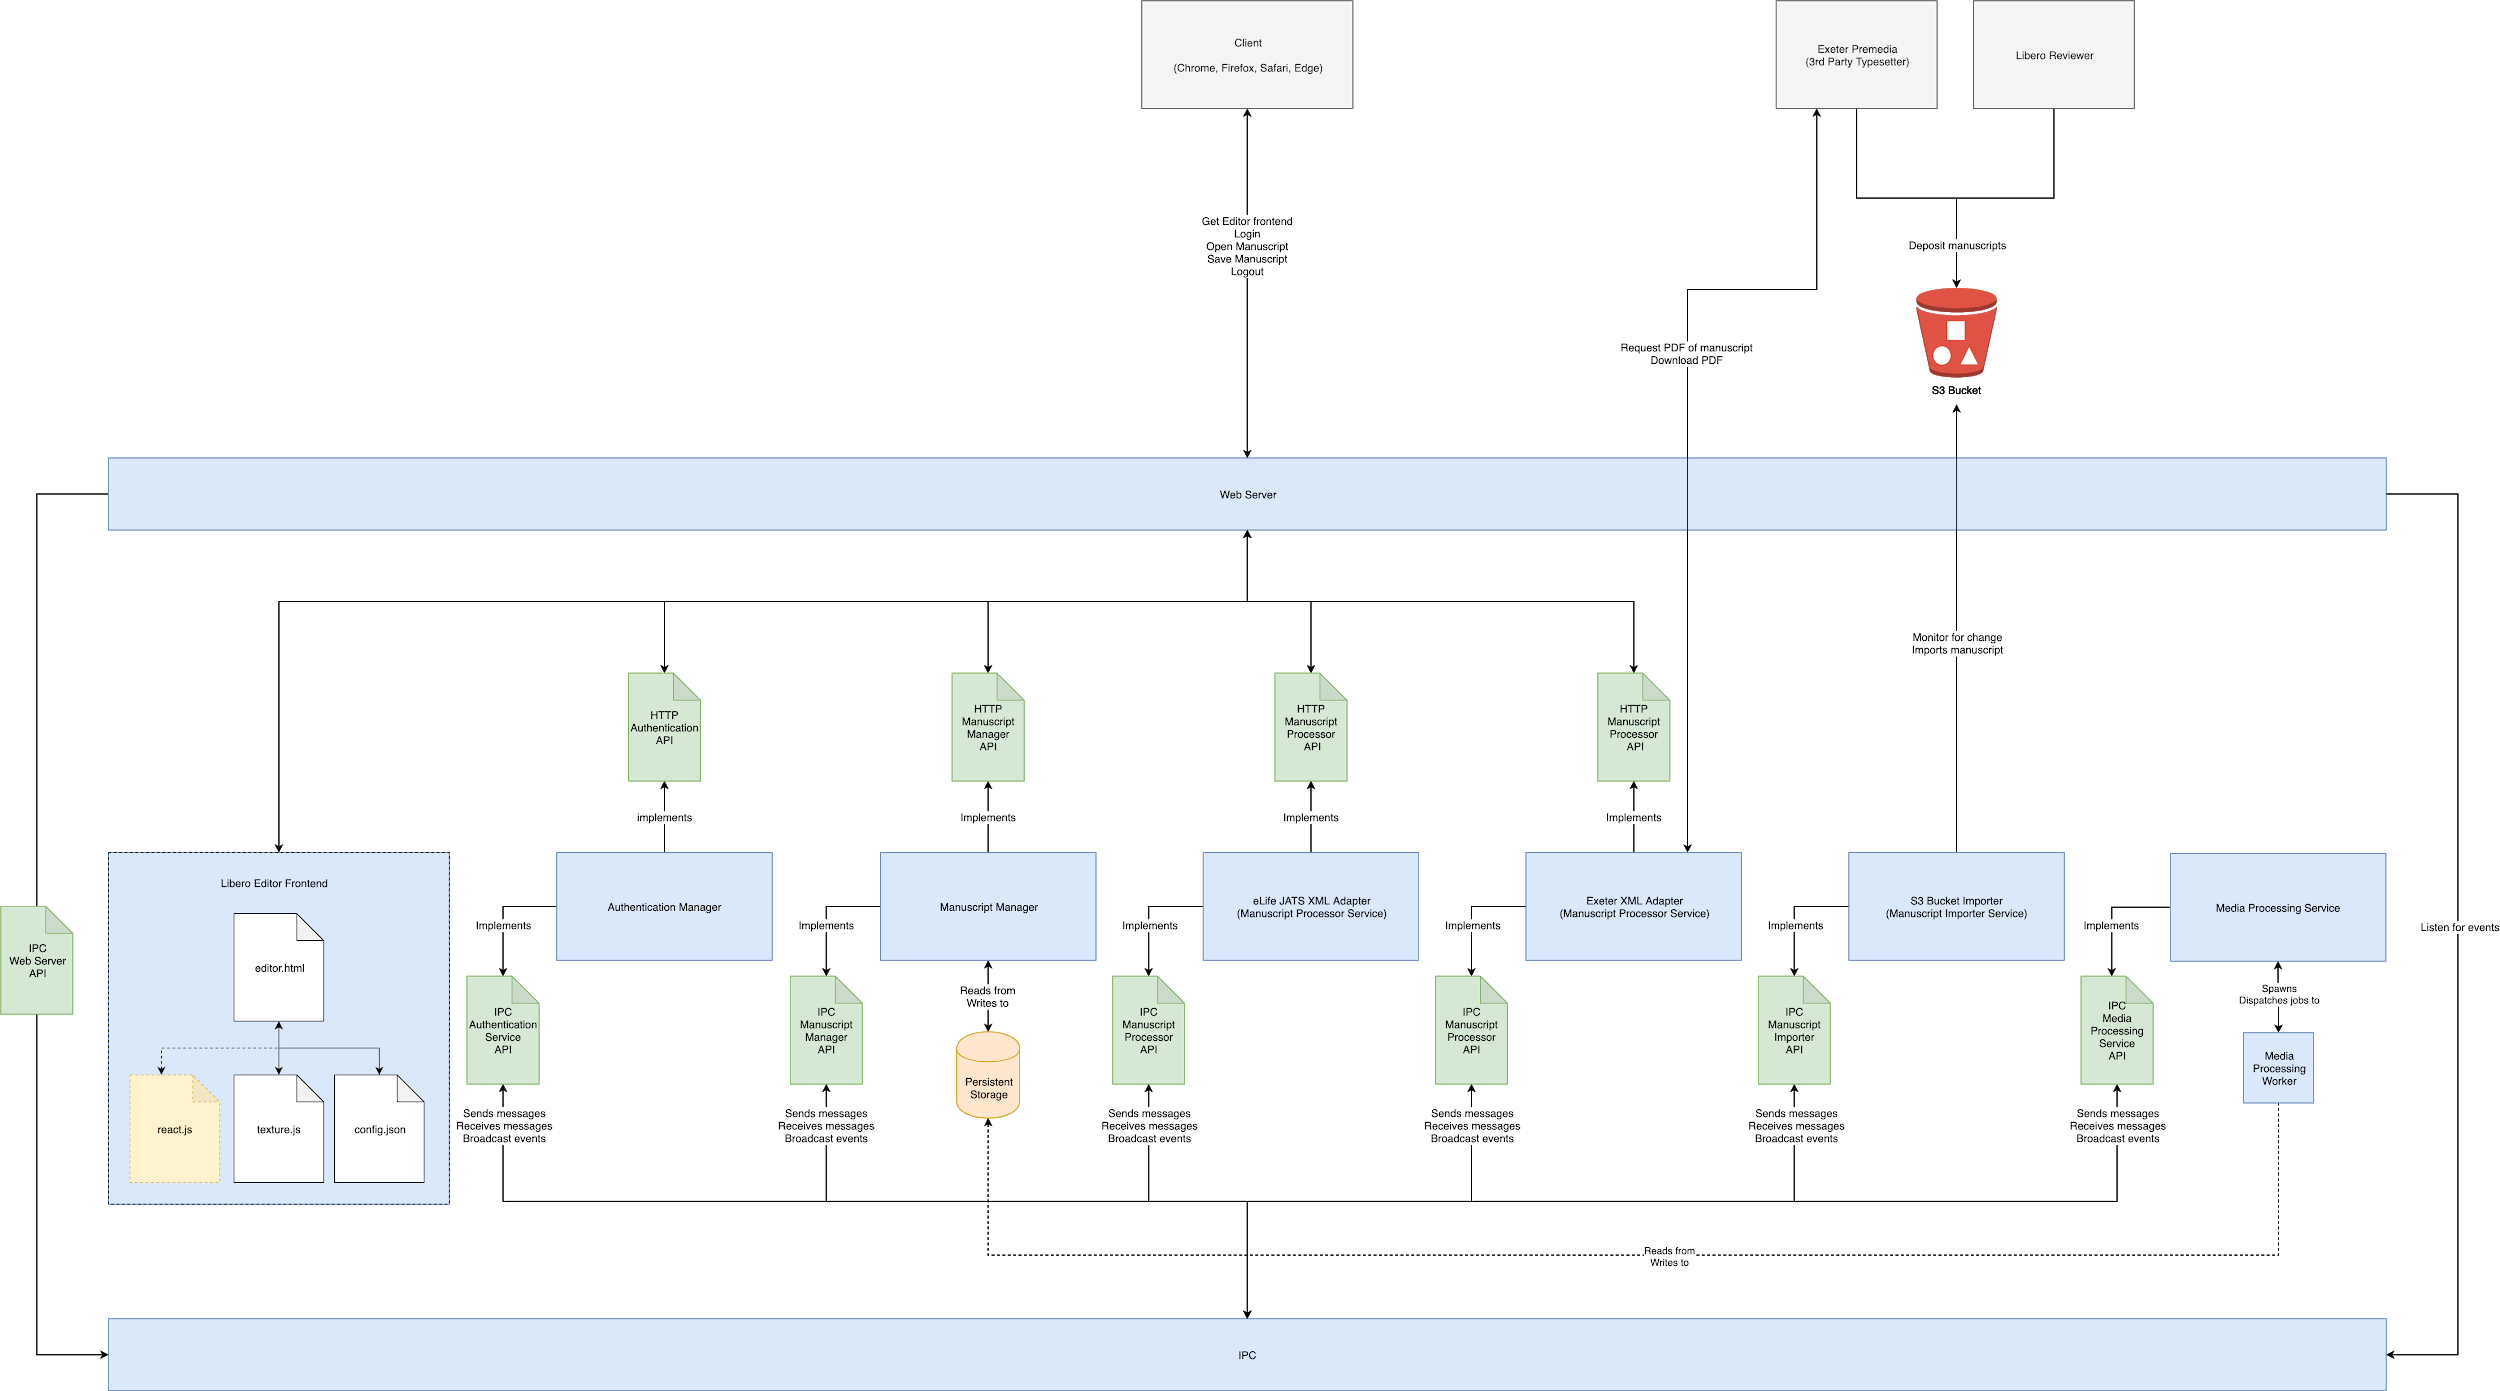 Client
(Chrome, Firefox, Safari, Edge)
Exeter Premedia
(3rd Party Typesetter)
Libero Reviewer
Get Editor frontend
Login
Open Manuscript
Save Manuscript
Logout
Deposit manuscripts
Request PDF of manuscript
Download PDF
S3 Bucket
Web Server
Monitor for change
Imports manuscript
HTTP
Authentication
API
HTTP
Manuscript
Manager
API
HTTP
Manuscript
Processor
API
HTTP
Manuscript
Processor
API
implements
Implements
Implements
Implements
Libero Editor Frontend
Authentication Manager
Manuscript Manager
eLife JATS XML Adapter
(Manuscript Processor Service)
Exeter XML Adapter
(Manuscript Processor Service)
S3 Bucket Importer
(Manuscript Importer Service)
Media Processing Service
Implements
Implements
Implements
Implements
Implements
Implements
Listen for events
IPC
Web Server
API
editor.html
Reads from
Writes to
Spawns
Dispatches jobs to
IPC
Authentication
Service
API
IPC
Manuscript
Manager
API
IPC
Manuscript
Processor
API
IPC
Manuscript
Processor
API
IPC
Manuscript
Importer
API
IPC
Media
Processing
Service
API
Media
Processing
Worker
Persistent
Storage
react.js
texture.js
config.json
Sends messages
Receives messages
Broadcast events
Sends messages
Receives messages
Broadcast events
Sends messages
Receives messages
Broadcast events
Sends messages
Receives messages
Broadcast events
Sends messages
Receives messages
Broadcast events
Sends messages
Receives messages
Broadcast events
Reads from
Writes to
IPC